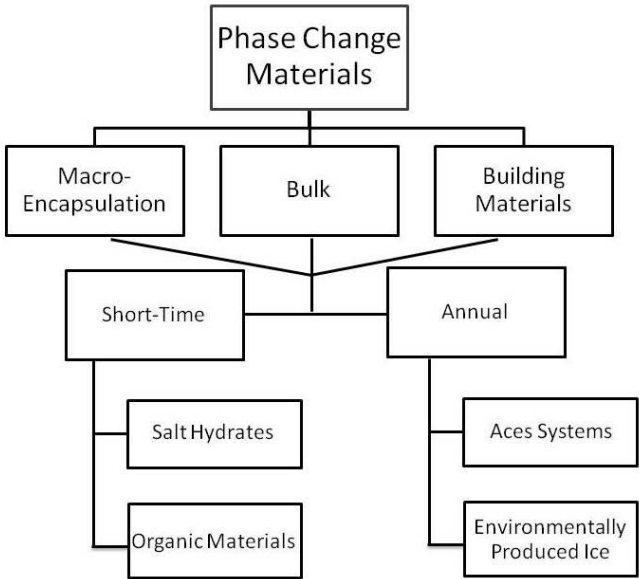 Phase Change
Materials
Macro-
Encapsulation
Bulk
Building
Materials
Short-Time
Annual
Salt Hydrates
Aces Systems
Organic Materials
Environmentally
Produced Ice